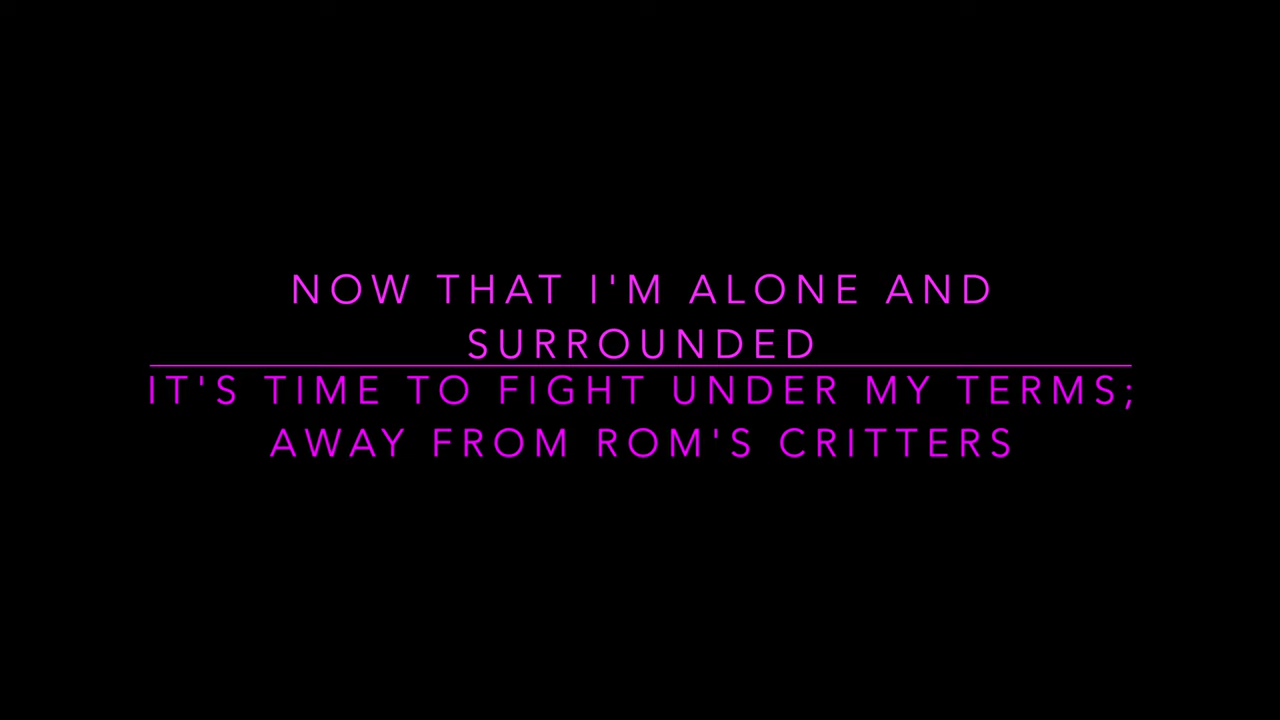 NOW THAT I'M ALONE AND
SURROUNDED
IT'S TIME TO FIGHT UNDER MY TERMS;
AWAY FROM ROM'S CRITTERS